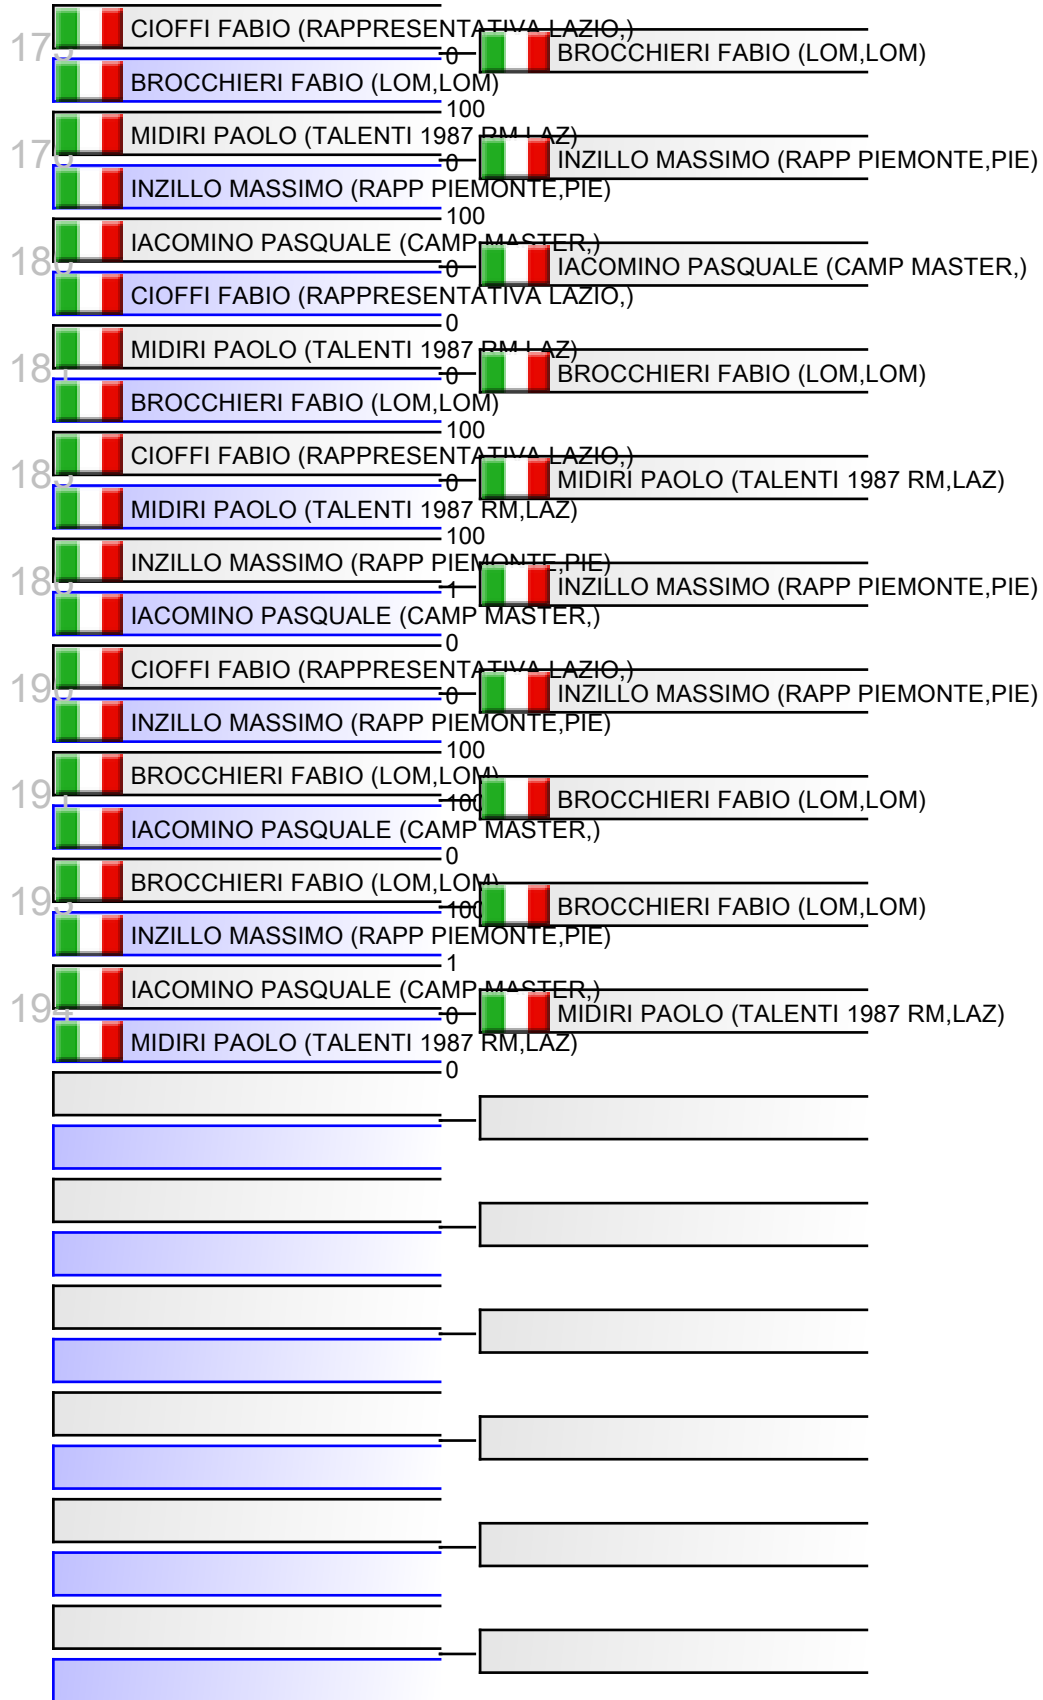 CIOFFI FABIO (RAPPRESENTATIVA LAZIO,)
0
BROCCHIERI FABIO (LOM,LOM)
BROCCHIERI FABIO (LOM,LOM)
100
MIDIRI PAOLO (TALENTI 1987 RM,LAZ)
0
INZILLO MASSIMO (RAPP PIEMONTE,PIE)
INZILLO MASSIMO (RAPP PIEMONTE,PIE)
100
IACOMINO PASQUALE (CAMP MASTER,)
0
IACOMINO PASQUALE (CAMP MASTER,)
CIOFFI FABIO (RAPPRESENTATIVA LAZIO,)
0
MIDIRI PAOLO (TALENTI 1987 RM,LAZ)
0
BROCCHIERI FABIO (LOM,LOM)
BROCCHIERI FABIO (LOM,LOM)
100
CIOFFI FABIO (RAPPRESENTATIVA LAZIO,)
0
MIDIRI PAOLO (TALENTI 1987 RM,LAZ)
MIDIRI PAOLO (TALENTI 1987 RM,LAZ)
100
INZILLO MASSIMO (RAPP PIEMONTE,PIE)
1
INZILLO MASSIMO (RAPP PIEMONTE,PIE)
IACOMINO PASQUALE (CAMP MASTER,)
0
CIOFFI FABIO (RAPPRESENTATIVA LAZIO,)
0
INZILLO MASSIMO (RAPP PIEMONTE,PIE)
INZILLO MASSIMO (RAPP PIEMONTE,PIE)
100
BROCCHIERI FABIO (LOM,LOM)
100
BROCCHIERI FABIO (LOM,LOM)
IACOMINO PASQUALE (CAMP MASTER,)
0
BROCCHIERI FABIO (LOM,LOM)
100
BROCCHIERI FABIO (LOM,LOM)
INZILLO MASSIMO (RAPP PIEMONTE,PIE)
1
IACOMINO PASQUALE (CAMP MASTER,)
194
0
MIDIRI PAOLO (TALENTI 1987 RM,LAZ)
MIDIRI PAOLO (TALENTI 1987 RM,LAZ)
0